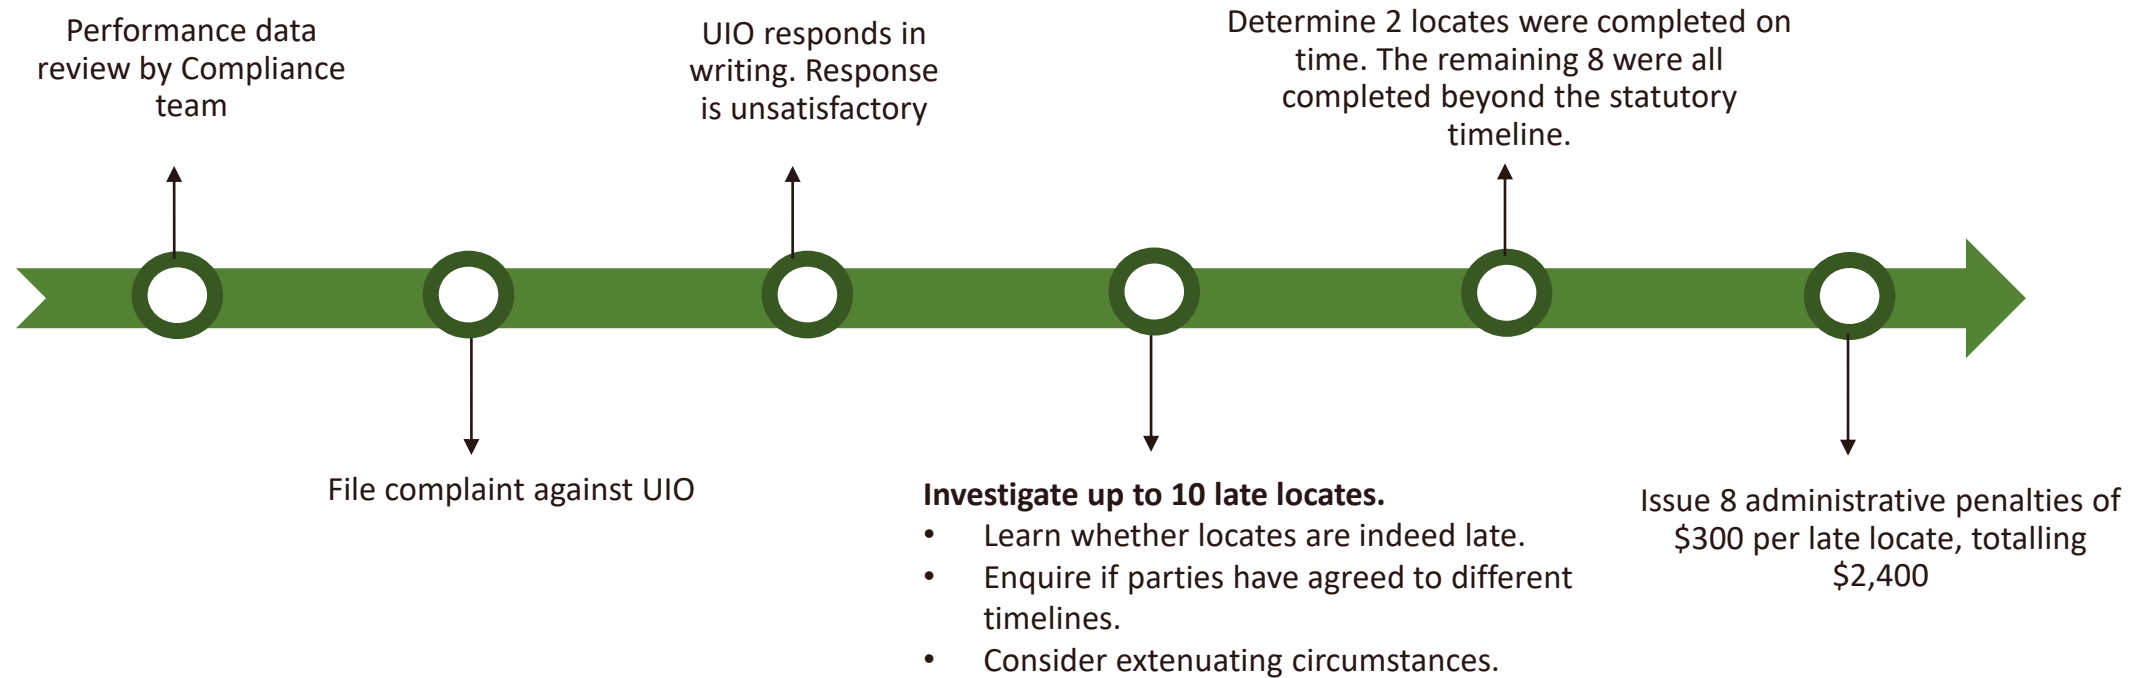 Performance data
review by Compliance
team
File complaint against UIO
UIO responds in
writing. Response
is unsatisfactory
Investigate up to 10 late locates.
• Learn whether locates are indeed late.
• Enquire if parties have agreed to different
timelines.
• Consider extenuating circumstances.
Determine 2 locates were completed on
time. The remaining 8 were all
completed beyond the statutory
timeline.
Issue 8 administrative penalties of
$300 per late locate, totalling
$2,400